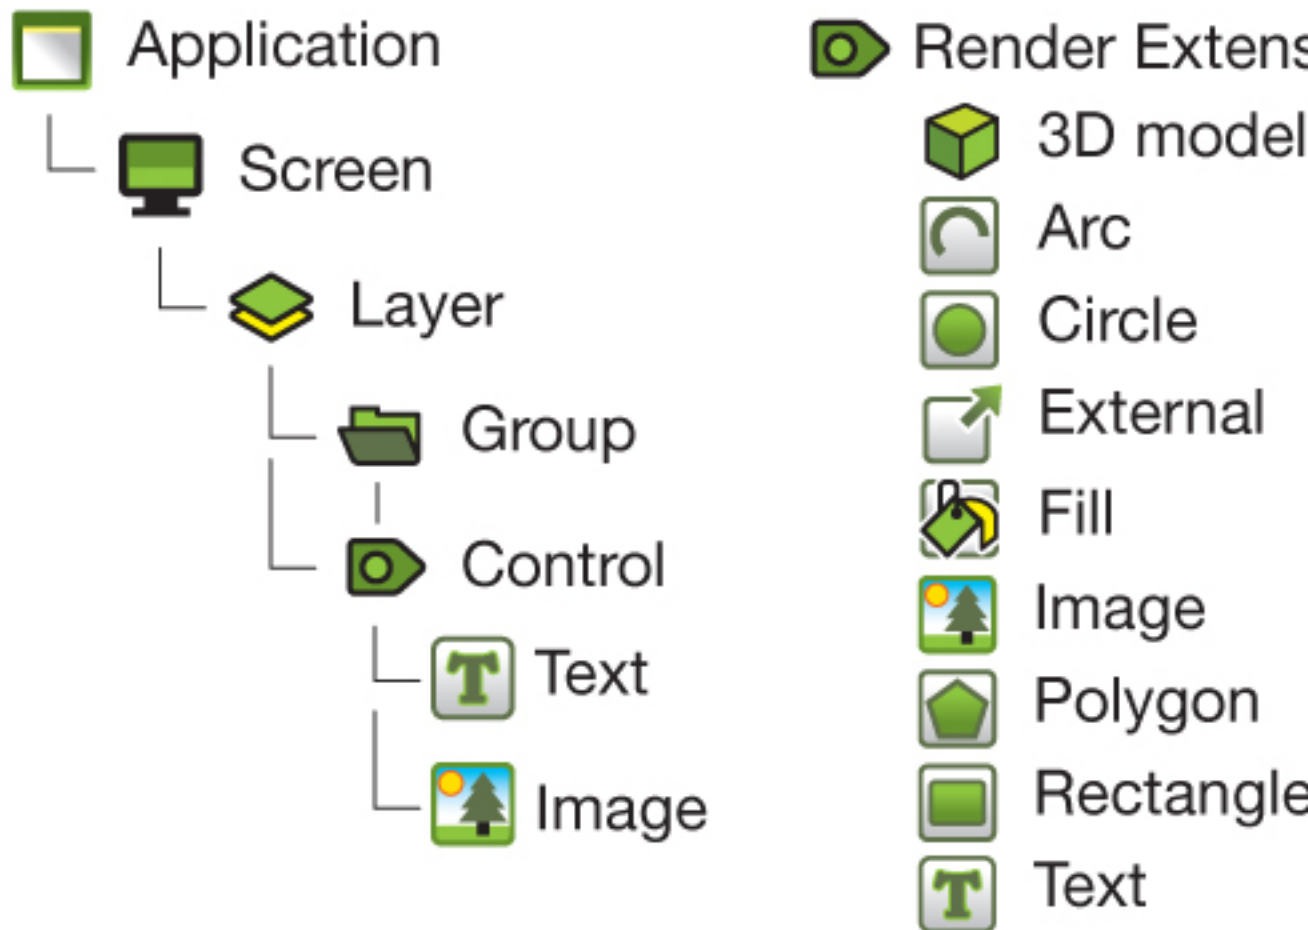 Application
Screen
Layer
Group
Control
Text
Image
Render Extens
3D model
Arc
Circle
External
Fill
Image
Polygon
Rectangle
Text